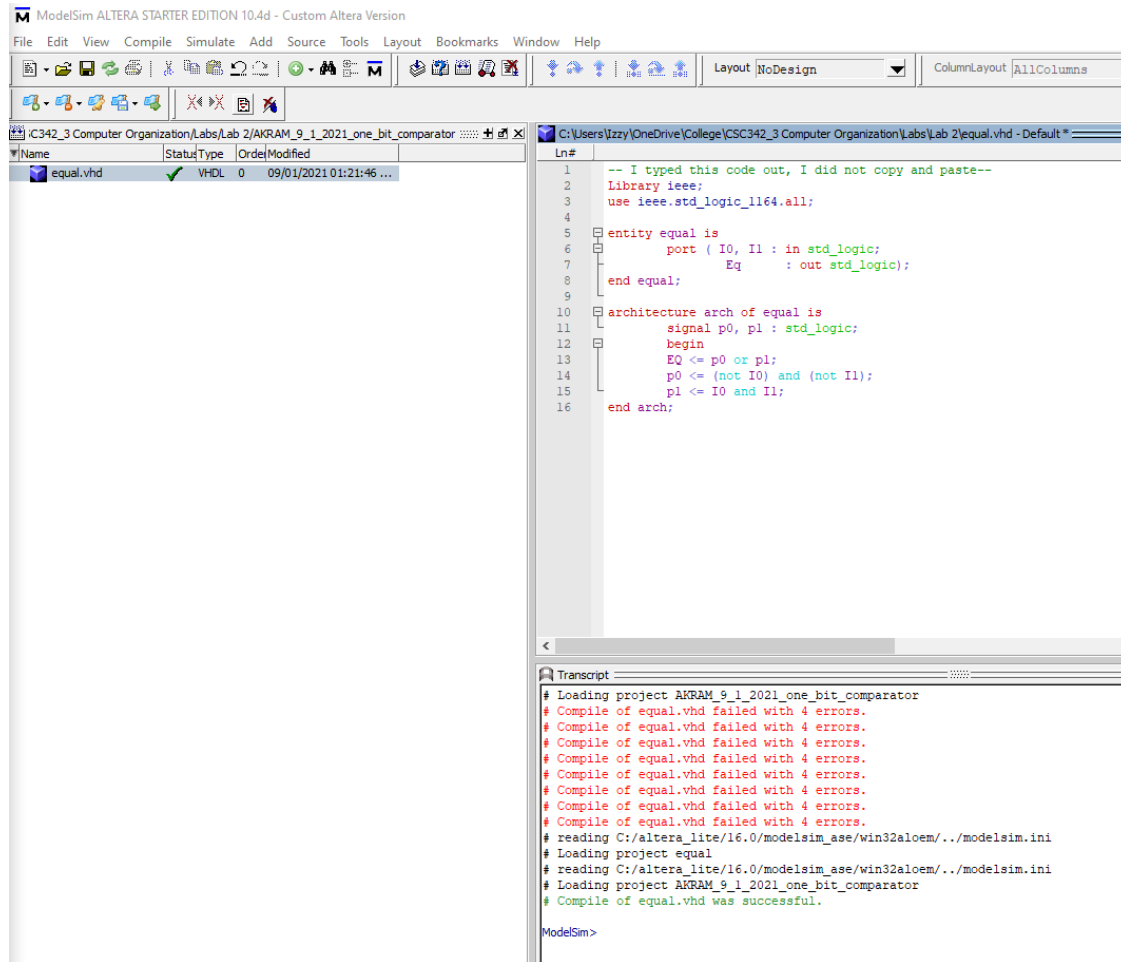 ModelSim ALTERA STARTER EDITION 10.4d - Custom Altera Version
File Edit View Compile Simulate Add Source Tools Layout Bookmarks Window Help
Layout NoDesign
ColumnLayout AllColumns
:C342_3 Computer Organization/Labs/Lab 2/AKRAM_9_1_2021_one_bit_comparator
Name Status Type Order Modified
equal.vhd VHDL 0 09/01/2021 01:21:46 ...
C:\Users\Izzy\OneDrive\College\CSC342_3 Computer Organization\Labs\Lab 2\equal.vhd - Default *
Ln#
1 -- I typed this code out, I did not copy and paste--
2 Library ieee;
3 use ieee.std_logic_1164.all;
4
5 entity equal is
6 port ( I0, I1 : in std_logic;
7 Eq : out std_logic);
8 end equal;
9
10 architecture arch of equal is
11 signal p0, p1 : std_logic;
12 begin
13 EQ <= p0 or p1;
14 p0 <= (not I0) and (not I1);
15 p1 <= I0 and I1;
16 end arch;
Transcript
# Loading project AKRAM_9_1_2021_one_bit_comparator
# Compile of equal.vhd failed with 4 errors.
# Compile of equal.vhd failed with 4 errors.
# Compile of equal.vhd failed with 4 errors.
# Compile of equal.vhd failed with 4 errors.
# Compile of equal.vhd failed with 4 errors.
# Compile of equal.vhd failed with 4 errors.
# Compile of equal.vhd failed with 4 errors.
# Compile of equal.vhd failed with 4 errors.
# reading C:/altera_lite/16.0/modelsim_ase/win32aloem/../modelsim.ini
# Loading project equal
# reading C:/altera_lite/16.0/modelsim_ase/win32aloem/../modelsim.ini
# Loading project AKRAM_9_1_2021_one_bit_comparator
# Compile of equal.vhd was successful.
ModelSim>